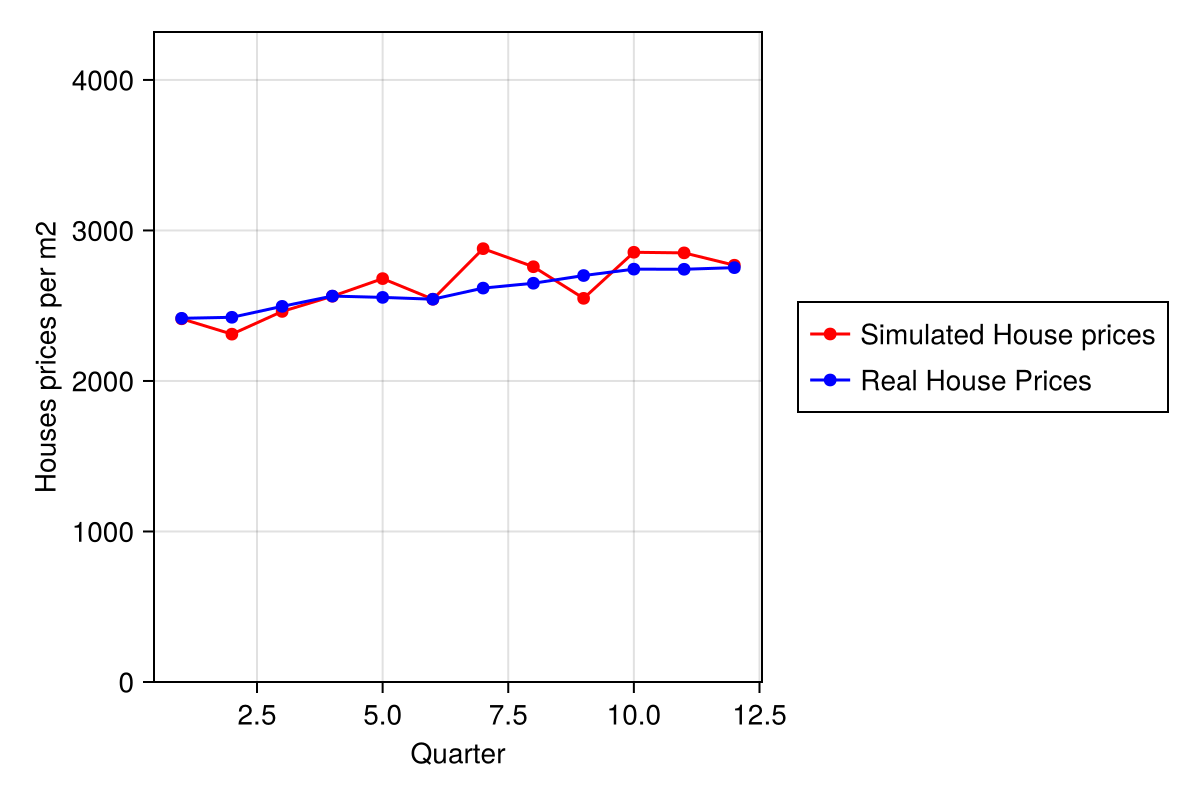 4000
3000
2000
1000
0
Houses prices per m2
2.5 5.0 7.5 10.0 12.5
Quarter
Simulated House prices
Real House Prices